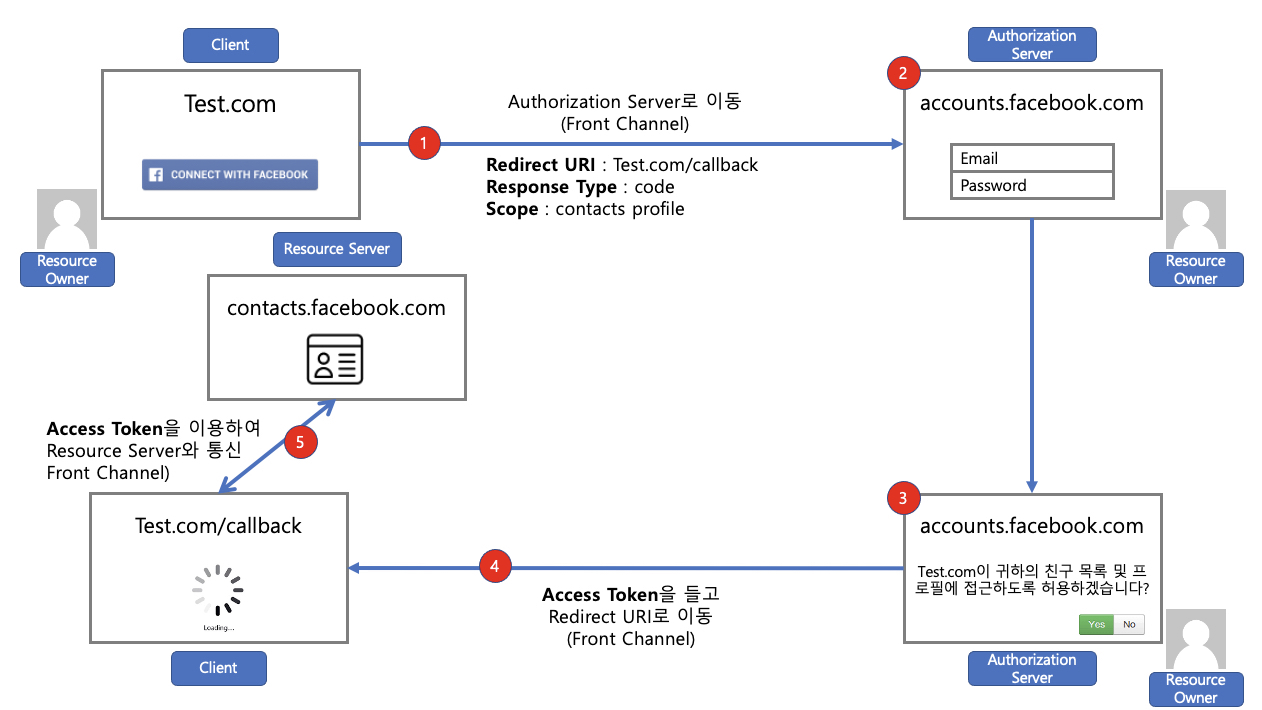 Client
Test.com
CONNECT WITH FACEBOOK
Resource
Owner
Authorization Server로 이동
(Front Channel)
Redirect URI : Test.com/callback
Response Type : code
Scope : contacts profile
1
Authorization
Server
2
accounts.facebook.com
Email
Password
Resource
Owner
Resource Server
contacts.facebook.com
Access Token을 이용하여
Resource Server와 통신
Front Channel)
5
3
accounts.facebook.com
Test.com이 귀하의 친구 목록 및 프
로필에 접근하도록 허용하겠습니다?
Yes
No
Authorization
Server
Resource
Owner
4
Access Token을 들고
Redirect URI로 이동
(Front Channel)
Test.com/callback
Loading...
Client